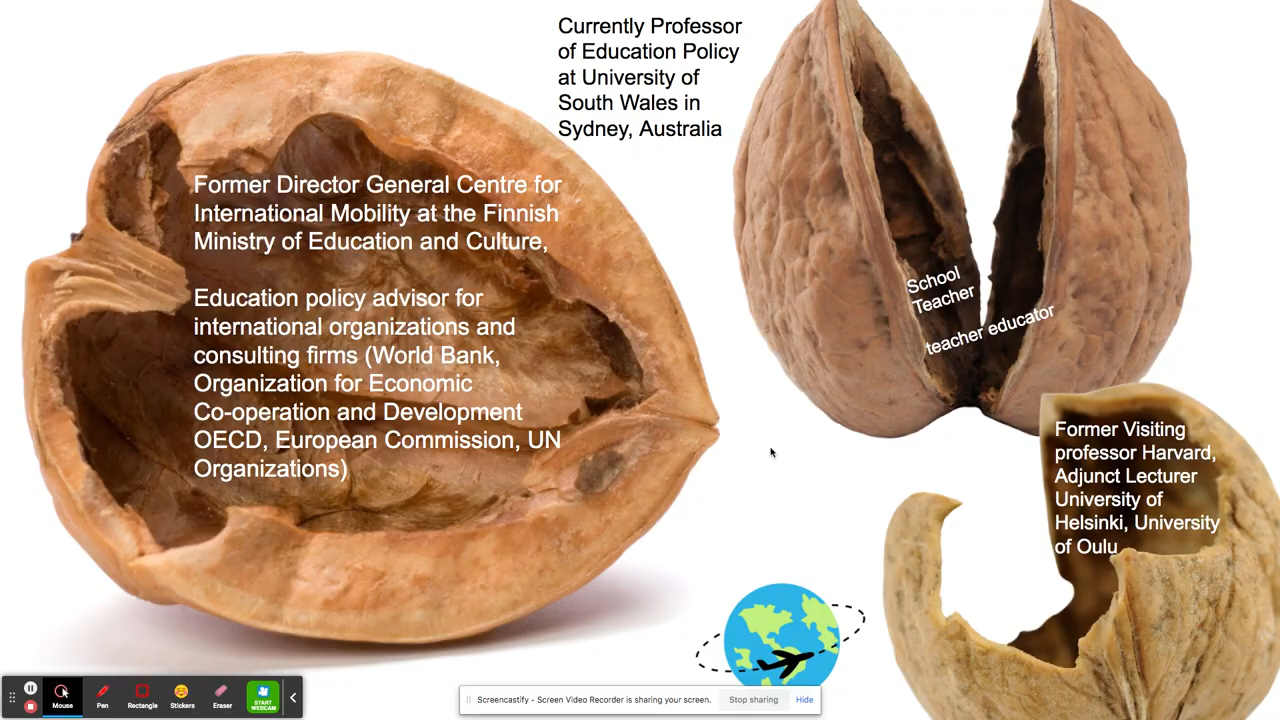 Currently Professor
of Education Policy
at University of
South Wales in
Sydney, Australia
Former Director General Centre for
International Mobility at the Finnish
Ministry of Education and Culture,
Education policy advisor for
international organizations and
consulting firms (World Bank,
Organization for Economic
Co-operation and Development
OECD, European Commission, UN
Organizations)
School
Teacher
teacher educator
Former Visiting
professor Harvard,
Adjunct Lecturer
University of
Helsinki, University
of Oulu
Mouse
Pen
Rectangle
Stickers
Eraser
START
WEBCAM
Screencastify - Screen Video Recorder is sharing your screen.
Stop sharing
Hide